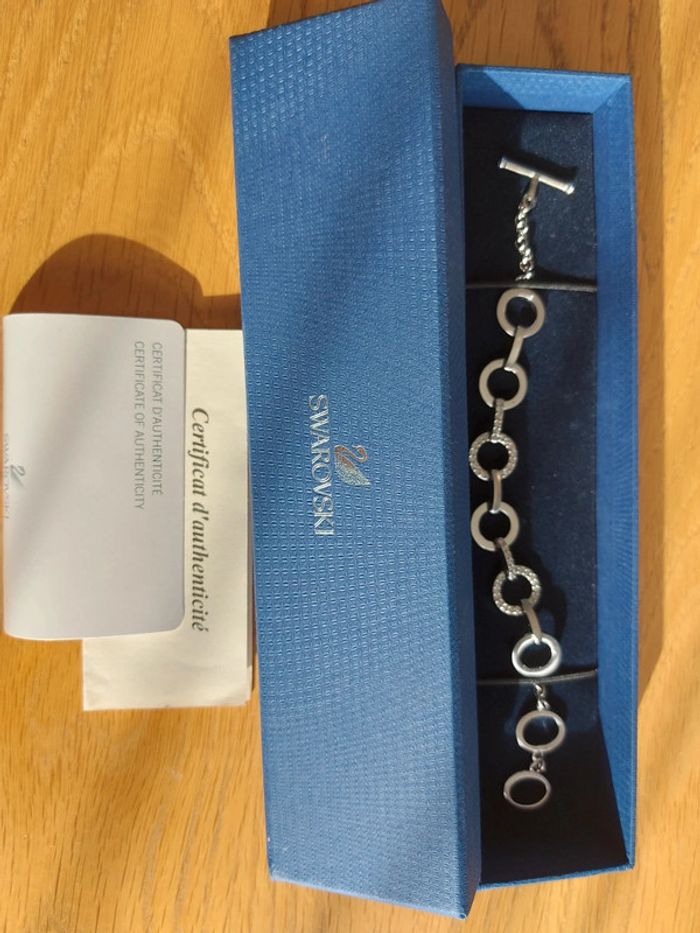 SWAROVSKI
CERTIFICAT D'AUTHENTICITÉ
CERTIFICATE OF AUTHENTICITY
Certificat d'authenticité